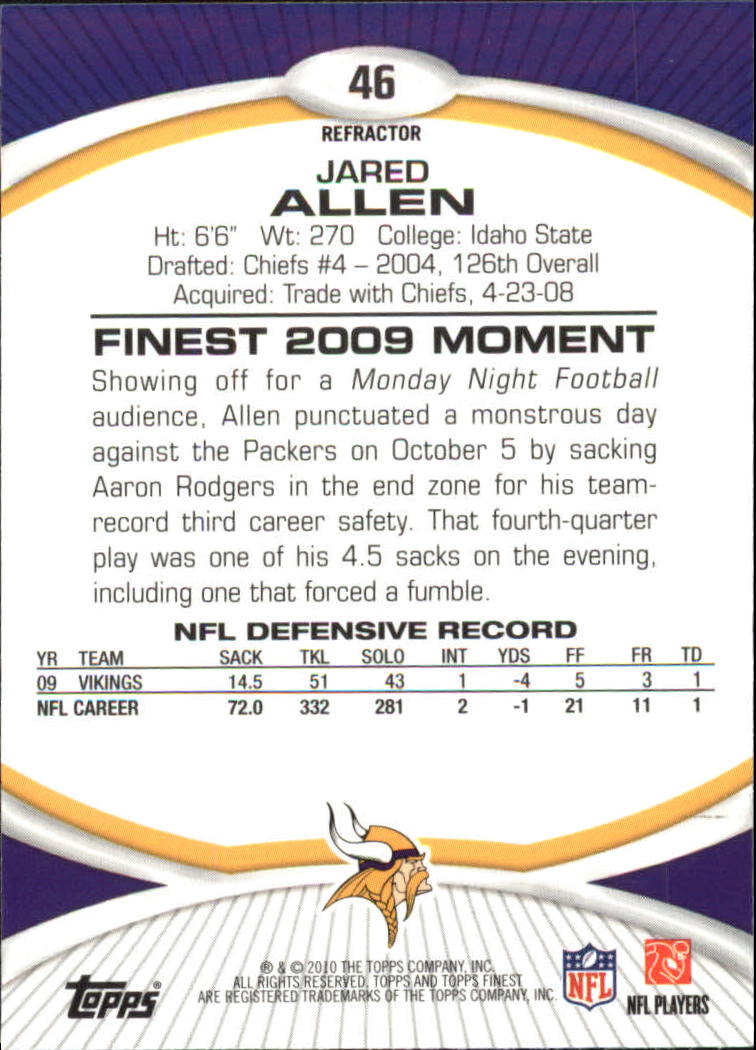 46
REFRACTOR
JARED
ALLEN
Ht: 6'6" Wt: 270 College: Idaho State
Drafted: Chiefs #4 – 2004, 126th Overall
Acquired: Trade with Chiefs, 4-23-08
FINEST 2009 MOMENT
Showing off for a Monday Night Football
audience, Allen punctuated a monstrous day
against the Packers on October 5 by sacking
Aaron Rodgers in the end zone for his team-
record third career safety. That fourth-quarter
play was one of his 4.5 sacks on the evening,
including one that forced a fumble.
NFL DEFENSIVE RECORD
YR TEAM SACK TKL SOLO INT YDS FF FR TD
09 VIKINGS 14.5 51 43 1 -4 5 3 1
NFL CAREER 72.0 332 281 2 -1 21 11 1
® & © 2010 THE TOPPS COMPANY, INC.
ALL RIGHTS RESERVED. TOPPS AND TOPPS FINEST
ARE REGISTERED TRADEMARKS OF THE TOPPS COMPANY, INC.
Topps®
NFL
NFL PLAYERS